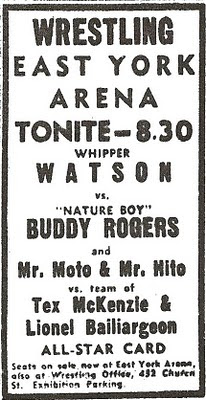 WRESTLING
EAST YORK
ARENA
TONITE-8.30
WHIPPER
WATSON
vs.
"NATURE BOY"
BUDDY ROGERS
and
Mr. Moto & Mr. Hito
vs. team of
Tex McKenzie &
Lionel Bailiargeon
ALL-STAR CARD
Seats on sale now at East York Arena,
also at Wrestling Office, 452 Church
St. Exhibition Parking.